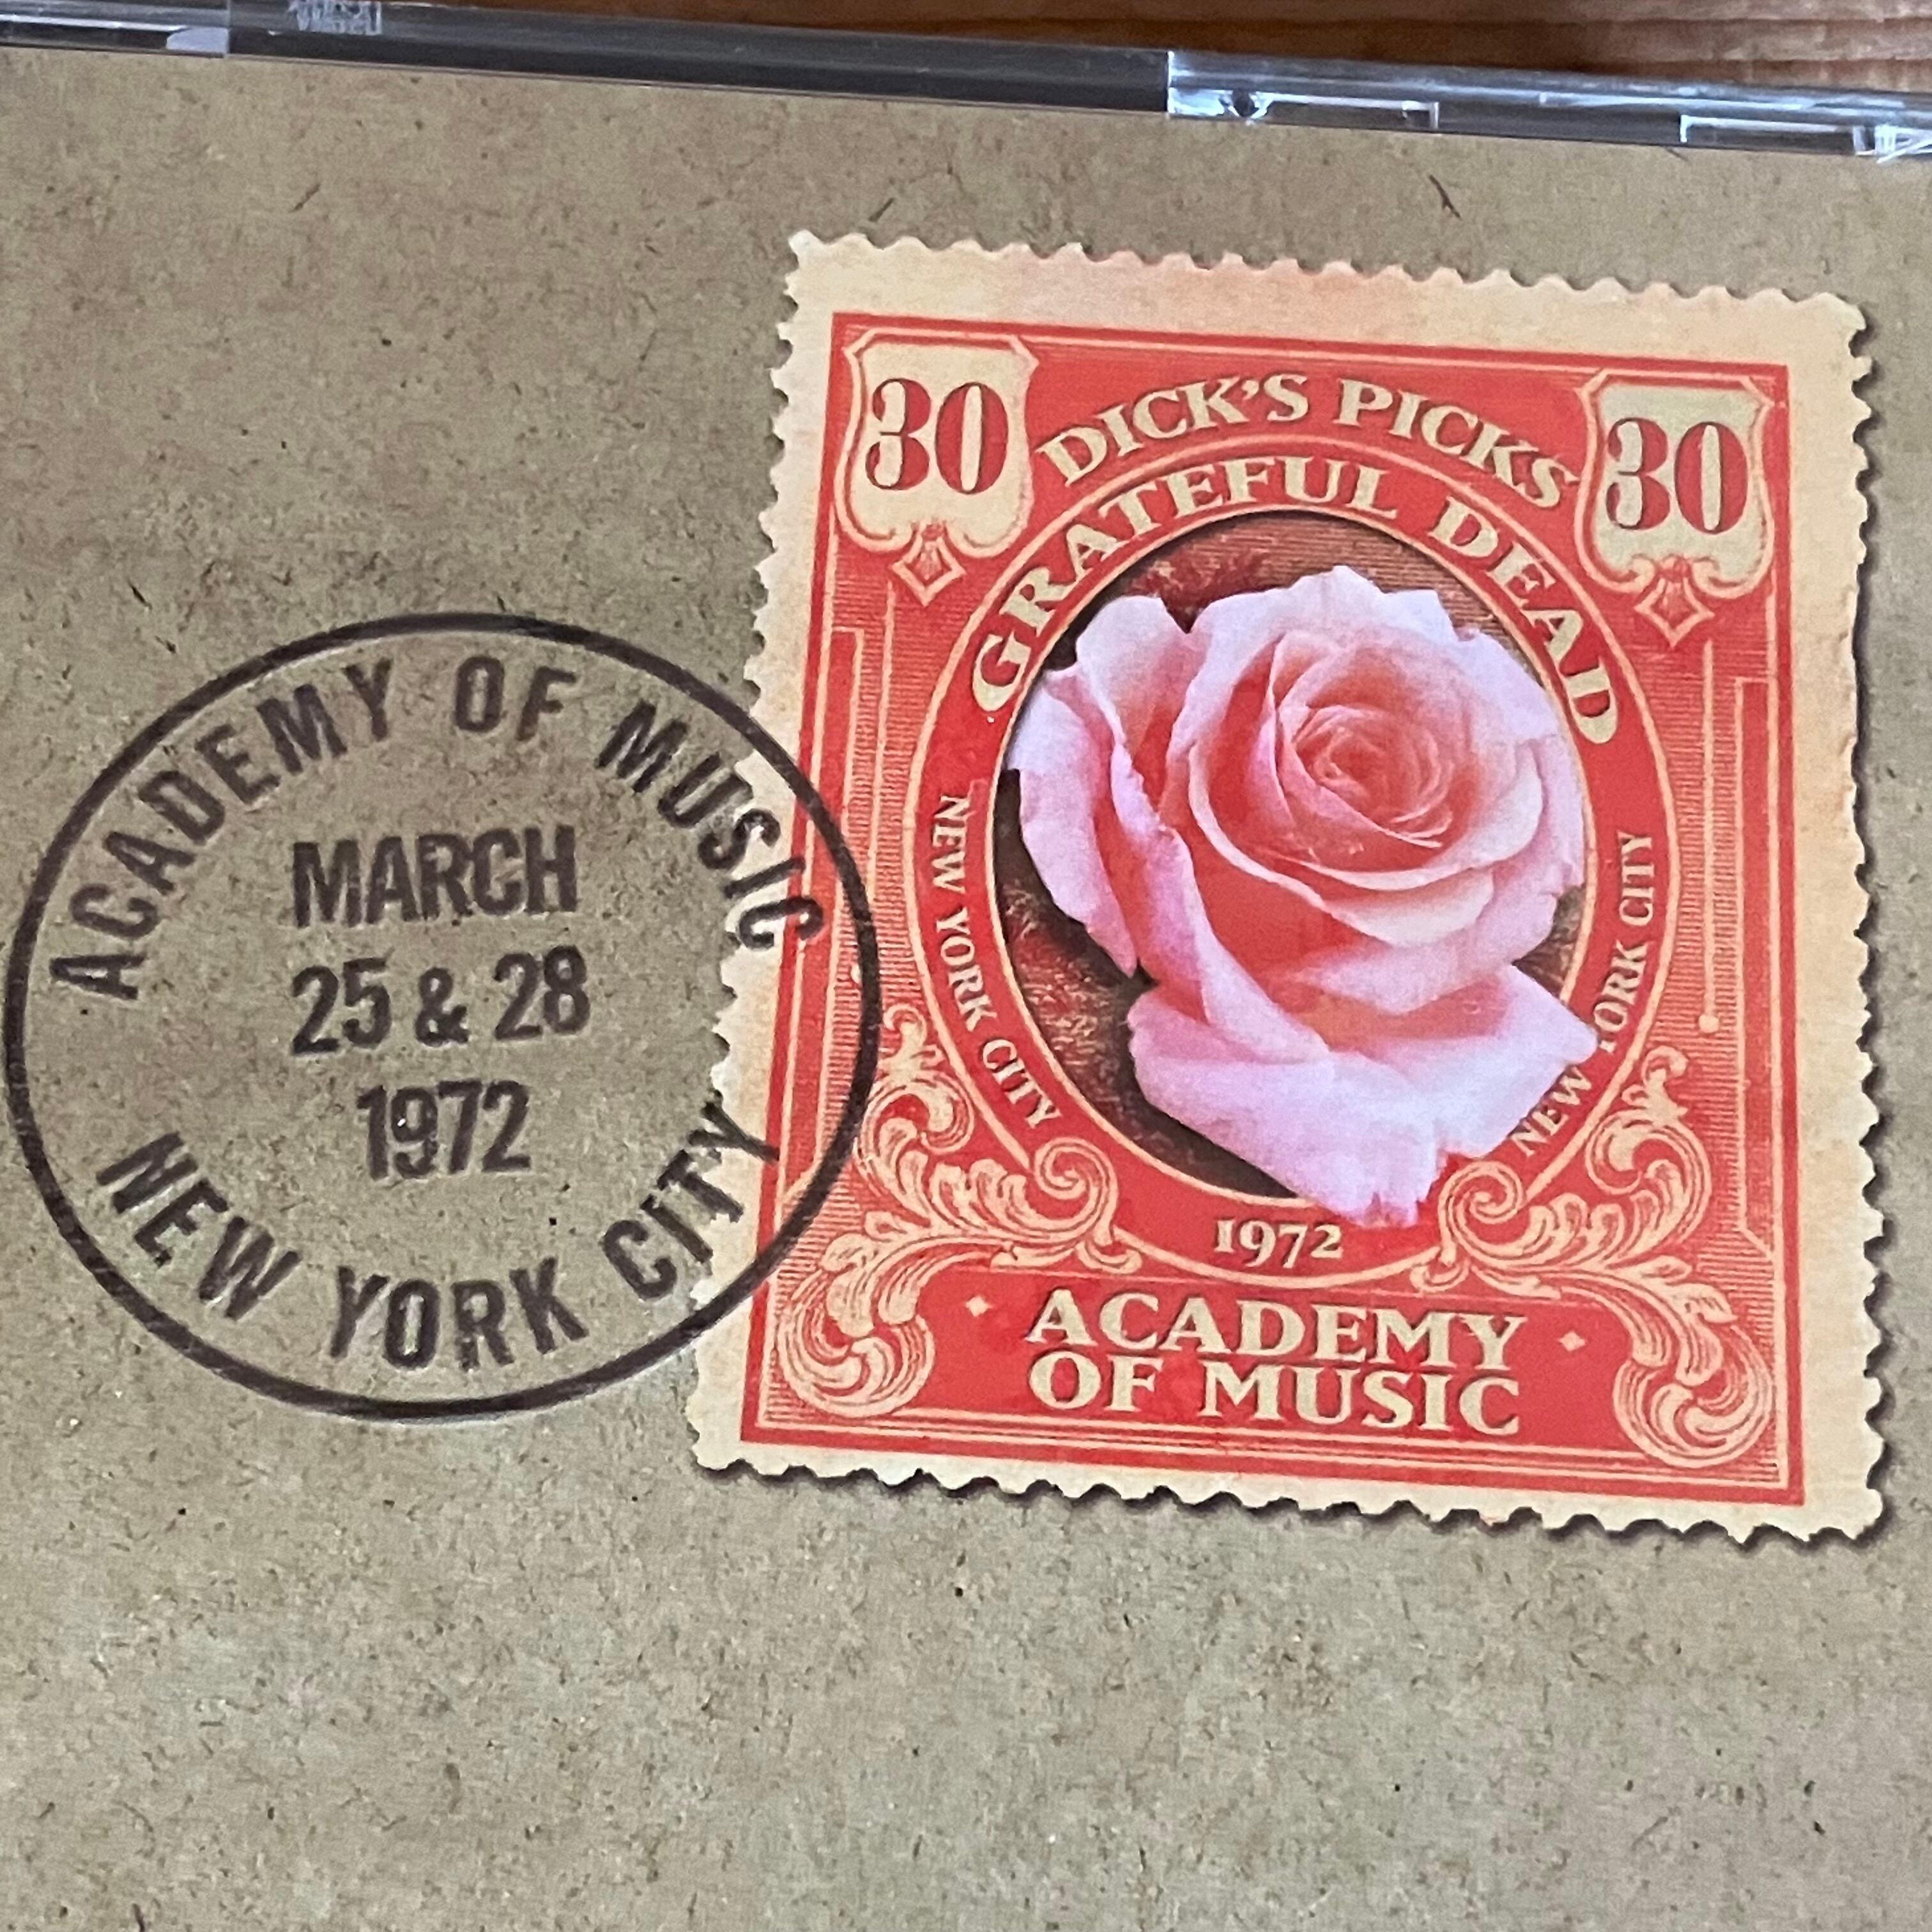 ACADEMY OF MUSIC
MARCH
25 & 28
1972
NEW YORK CITY
30
DICK'S PICKS
30
GRATEFUL DEAD
NEW YORK CITY
NEW YORK CITY
1972
ACADEMY
OF MUSIC